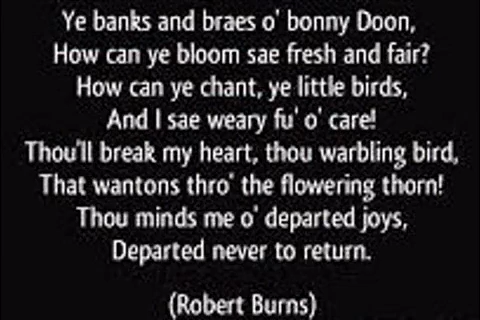 Ye banks and braes o' bonny Doon,
How can ye bloom sae fresh and fair?
How can ye chant, ye little birds,
And I sae weary fu' o' care!
Thou'll break my heart, thou warbling bird,
That wantons thro' the flowering thorn!
Thou minds me o' departed joys,
Departed never to return.
(Robert Burns)